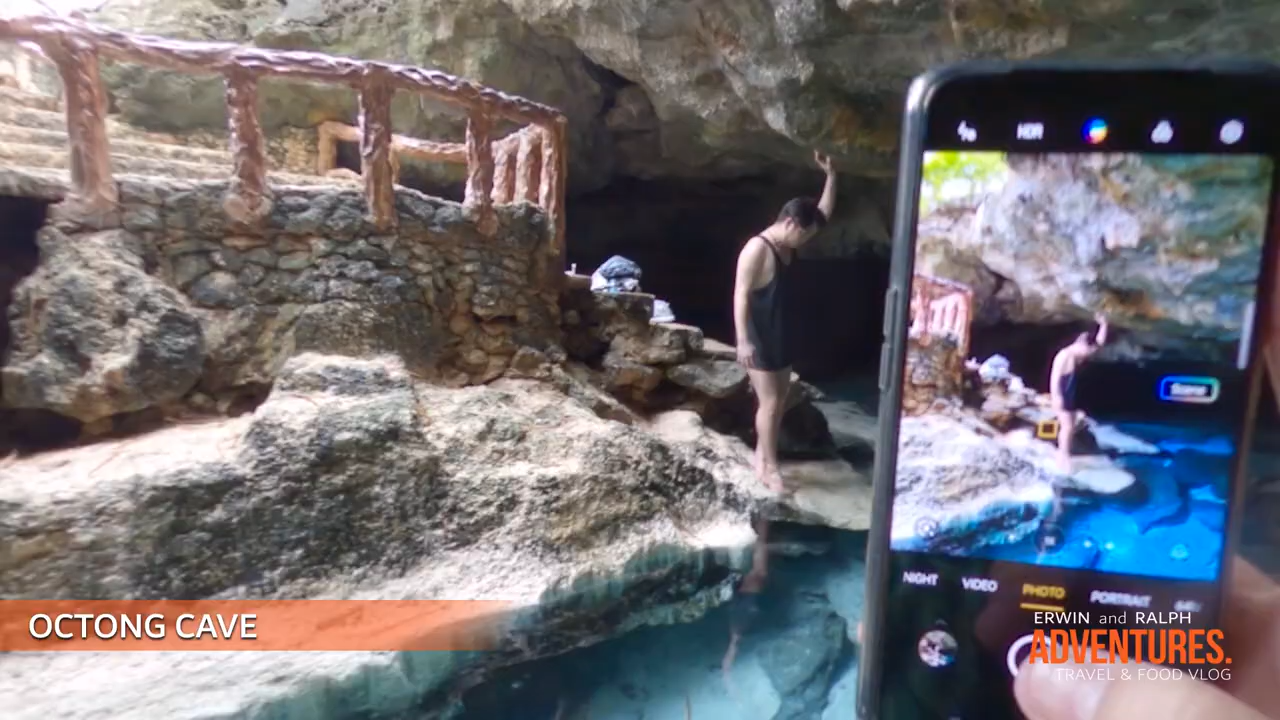 HDR
NIGHT VIDEO PHOTO PORTRAIT
OCTONG CAVE
ERWIN and RALPH
ADVENTURES.
TRAVEL & FOOD VLOG